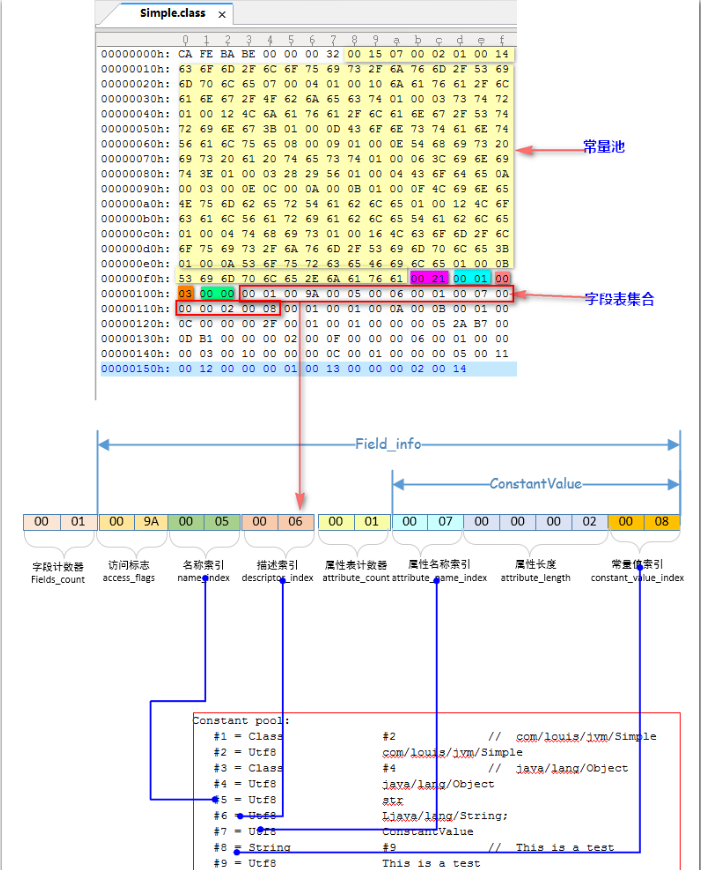 Simple.class ×
0 1 2 3 4 5 6 7 8 9 a b c d e f
00000000h: CA FE BA BE 00 00 00 32 00 15 07 00 02 01 00 14
00000010h: 63 6F 6D 2F 6C 6F 75 69 73 2F 6A 76 6D 2F 53 69
00000020h: 6D 70 6C 65 07 00 04 01 00 10 6A 61 76 61 2F 6C
00000030h: 61 6E 67 2F 4F 62 6A 65 63 74 01 00 03 73 74 72
00000040h: 01 00 12 4C 6A 61 76 61 2F 6C 61 6E 67 2F 53 74
00000050h: 72 69 6E 67 3B 01 00 0D 43 6F 6E 73 74 61 6E 74
00000060h: 56 61 6C 75 65 08 00 09 01 00 0E 54 68 69 73 20
00000070h: 69 73 20 61 20 74 65 73 74 01 00 06 3C 69 6E 69
00000080h: 74 3E 01 00 03 28 29 56 01 00 04 43 6F 64 65 0A
00000090h: 00 03 00 0E 0C 00 0A 00 0B 01 00 0F 4C 69 6E 65
000000a0h: 4E 75 6D 62 65 72 54 61 62 6C 65 01 00 12 4C 6F
000000b0h: 63 61 6C 56 61 72 69 61 62 6C 65 54 61 62 6C 65
000000c0h: 01 00 04 74 68 69 73 01 00 16 4C 63 6F 6D 2F 6C
000000d0h: 6F 75 69 73 2F 6A 76 6D 2F 53 69 6D 70 6C 65 3B
000000e0h: 01 00 0A 53 6F 75 72 63 65 46 69 6C 65 01 00 0B
000000f0h: 53 69 6D 70 6C 65 2E 6A 61 76 61 00 21 00 01 00
00000100h: 03 00 00 00 01 00 9A 00 05 00 06 00 01 00 07 00
00000110h: 00 00 02 00 08 00 01 00 01 00 0A 00 0B 00 01 00
00000120h: 0C 00 00 00 2F 00 01 00 01 00 00 00 05 2A B7 00
00000130h: 0D B1 00 00 00 02 00 0F 00 00 00 06 00 01 00 00
00000140h: 00 03 00 10 00 00 00 0C 00 01 00 00 00 05 00 11
00000150h: 00 12 00 00 00 01 00 13 00 00 00 02 00 14
常量池
字段表集合
Field_info
ConstantValue
00 01 00 9A 00 05 00 06 00 01 00 07 00 00 00 02 00 08
字段计数器 访问标志 名称索引 描述索引 属性表计数器 属性名称索引 属性长度 常量值索引
Fields_count access_flags name_index descriptor_index attribute_count attribute_name_index attribute_length constant_value_index
Constant pool:
#1 = Class #2 // com/louis/jvm/Simple
#2 = Utf8 com/louis/jvm/Simple
#3 = Class #4 // java/lang/Object
#4 = Utf8 java/lang/Object
#5 = Utf8 str
#6 = Utf8 Ljava/lang/String;
#7 = Utf8 ConstantValue
#8 = String #9 // This is a test
#9 = Utf8 This is a test